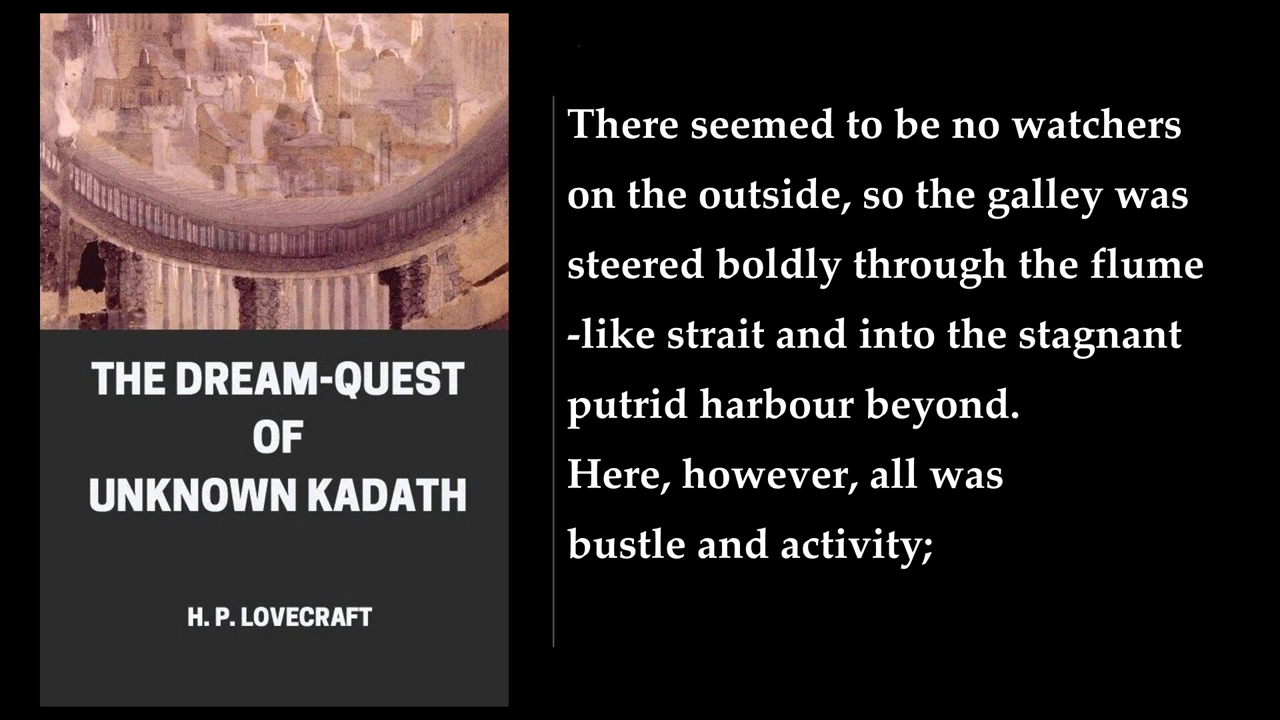 THE DREAM-QUEST
OF
UNKNOWN KADATH
H. P. LOVECRAFT
There seemed to be no watchers
on the outside, so the galley was
steered boldly through the flume
-like strait and into the stagnant
putrid harbour beyond.
Here, however, all was
bustle and activity;